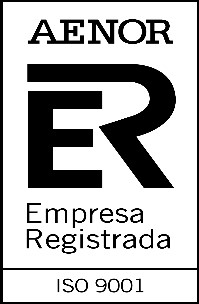 AENOR
ER
Empresa
Registrada
ISO 9001